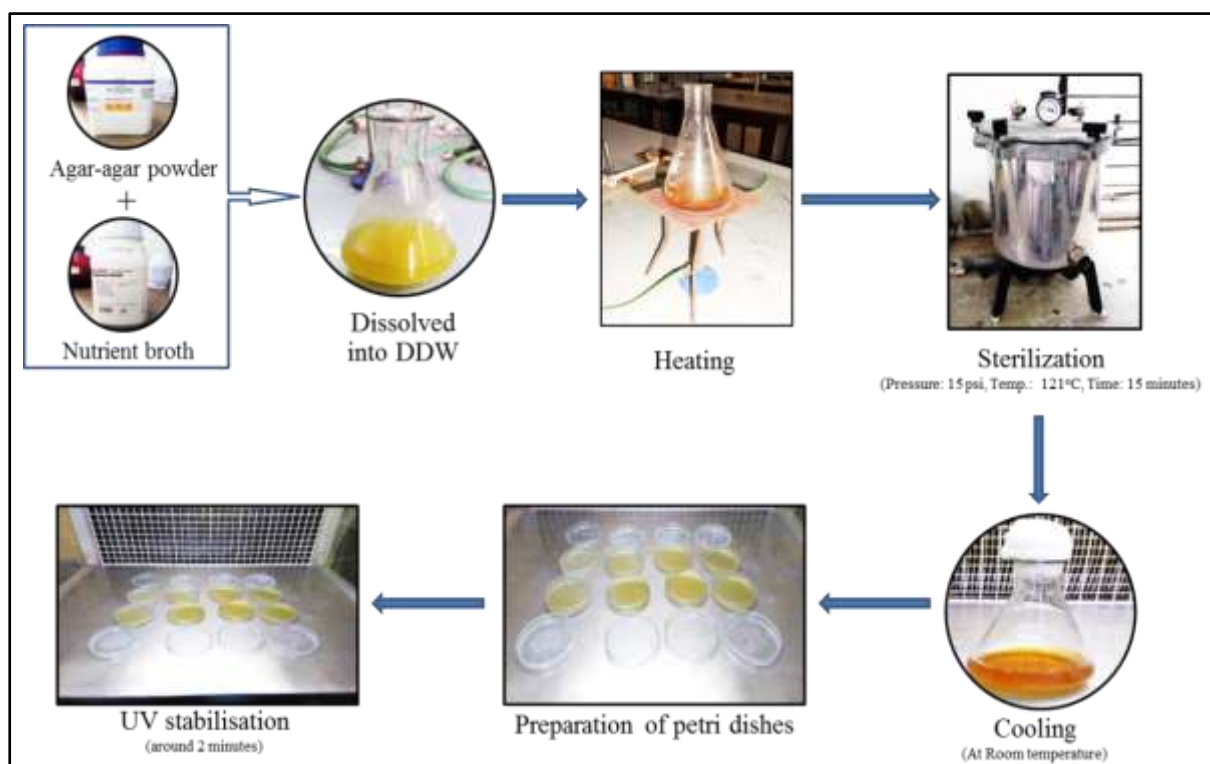 Agar-agar powder
+
Nutrient broth
Dissolved
into DDW
Heating
Sterilization
(Pressure: 15 psi, Temp.: 121°C, Time: 15 minutes)
UV stabilisation
(around 2 minutes)
Preparation of petri dishes
Cooling
(At Room temperature)